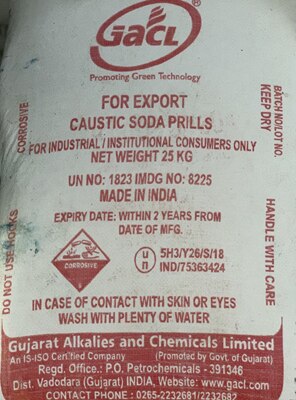 GACL
®
Promoting Green Technology
FOR EXPORT
CAUSTIC SODA PRILLS
FOR INDUSTRIAL / INSTITUTIONAL CONSUMERS ONLY
NET WEIGHT 25 KG
UN NO: 1823 IMDG NO: 8225
MADE IN INDIA
EXPIRY DATE: WITHIN 2 YEARS FROM
DATE OF MFG.
CORROSIVE
8
u
n
5H3/Y26/S/18
IND/75363424
IN CASE OF CONTACT WITH SKIN OR EYES
WASH WITH PLENTY OF WATER
CORROSIVE
DO NOT USE HOOKS
BATCH NO/LOT NO.
KEEP DRY
HANDLE WITH CARE
Gujarat Alkalies and Chemicals Limited
An IS-ISO Certified Company (Promoted by Govt. of Gujarat)
Regd. Office.: P.O. Petrochemicals - 391346
Dist. Vadodara (Gujarat) INDIA, Website: www.gacl.com
CONTACT PHONE : 0265-2232681/2232682